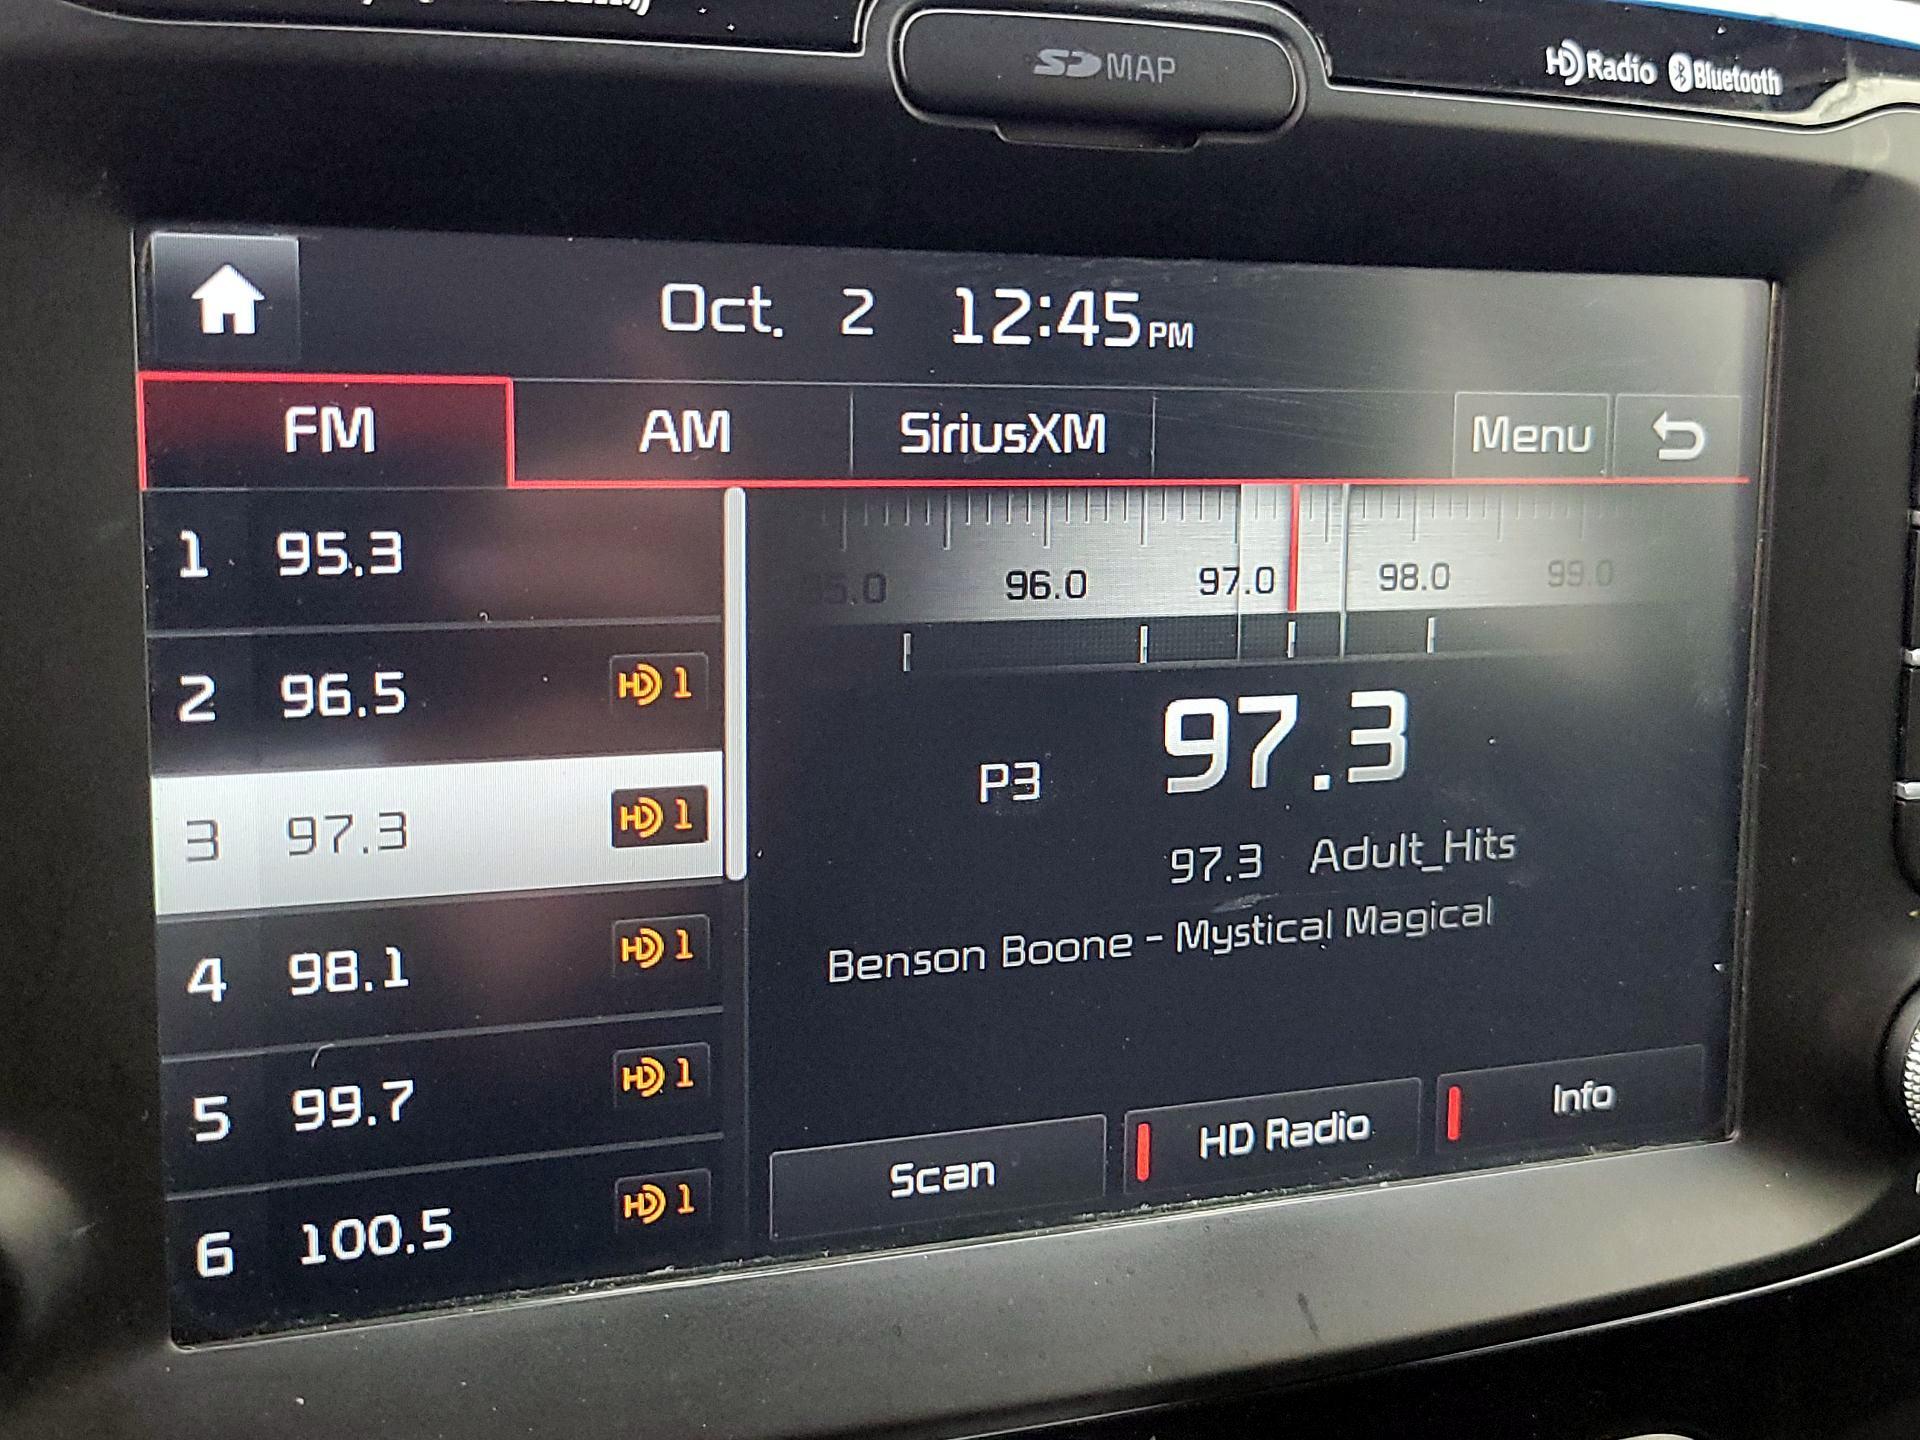 SD MAP
HD Radio Bluetooth
Oct. 2 12:45 PM
FM AM SiriusXM Menu
1 95.3
2 96.5 HD 1
3 97.3 HD 1
4 98.1 HD 1
5 99.7 HD 1
6 100.5 HD 1
96.0 97.0 98.0 99.0
P3 97.3
97.3 Adult_Hits
Benson Boone - Mystical Magical
Scan HD Radio Info